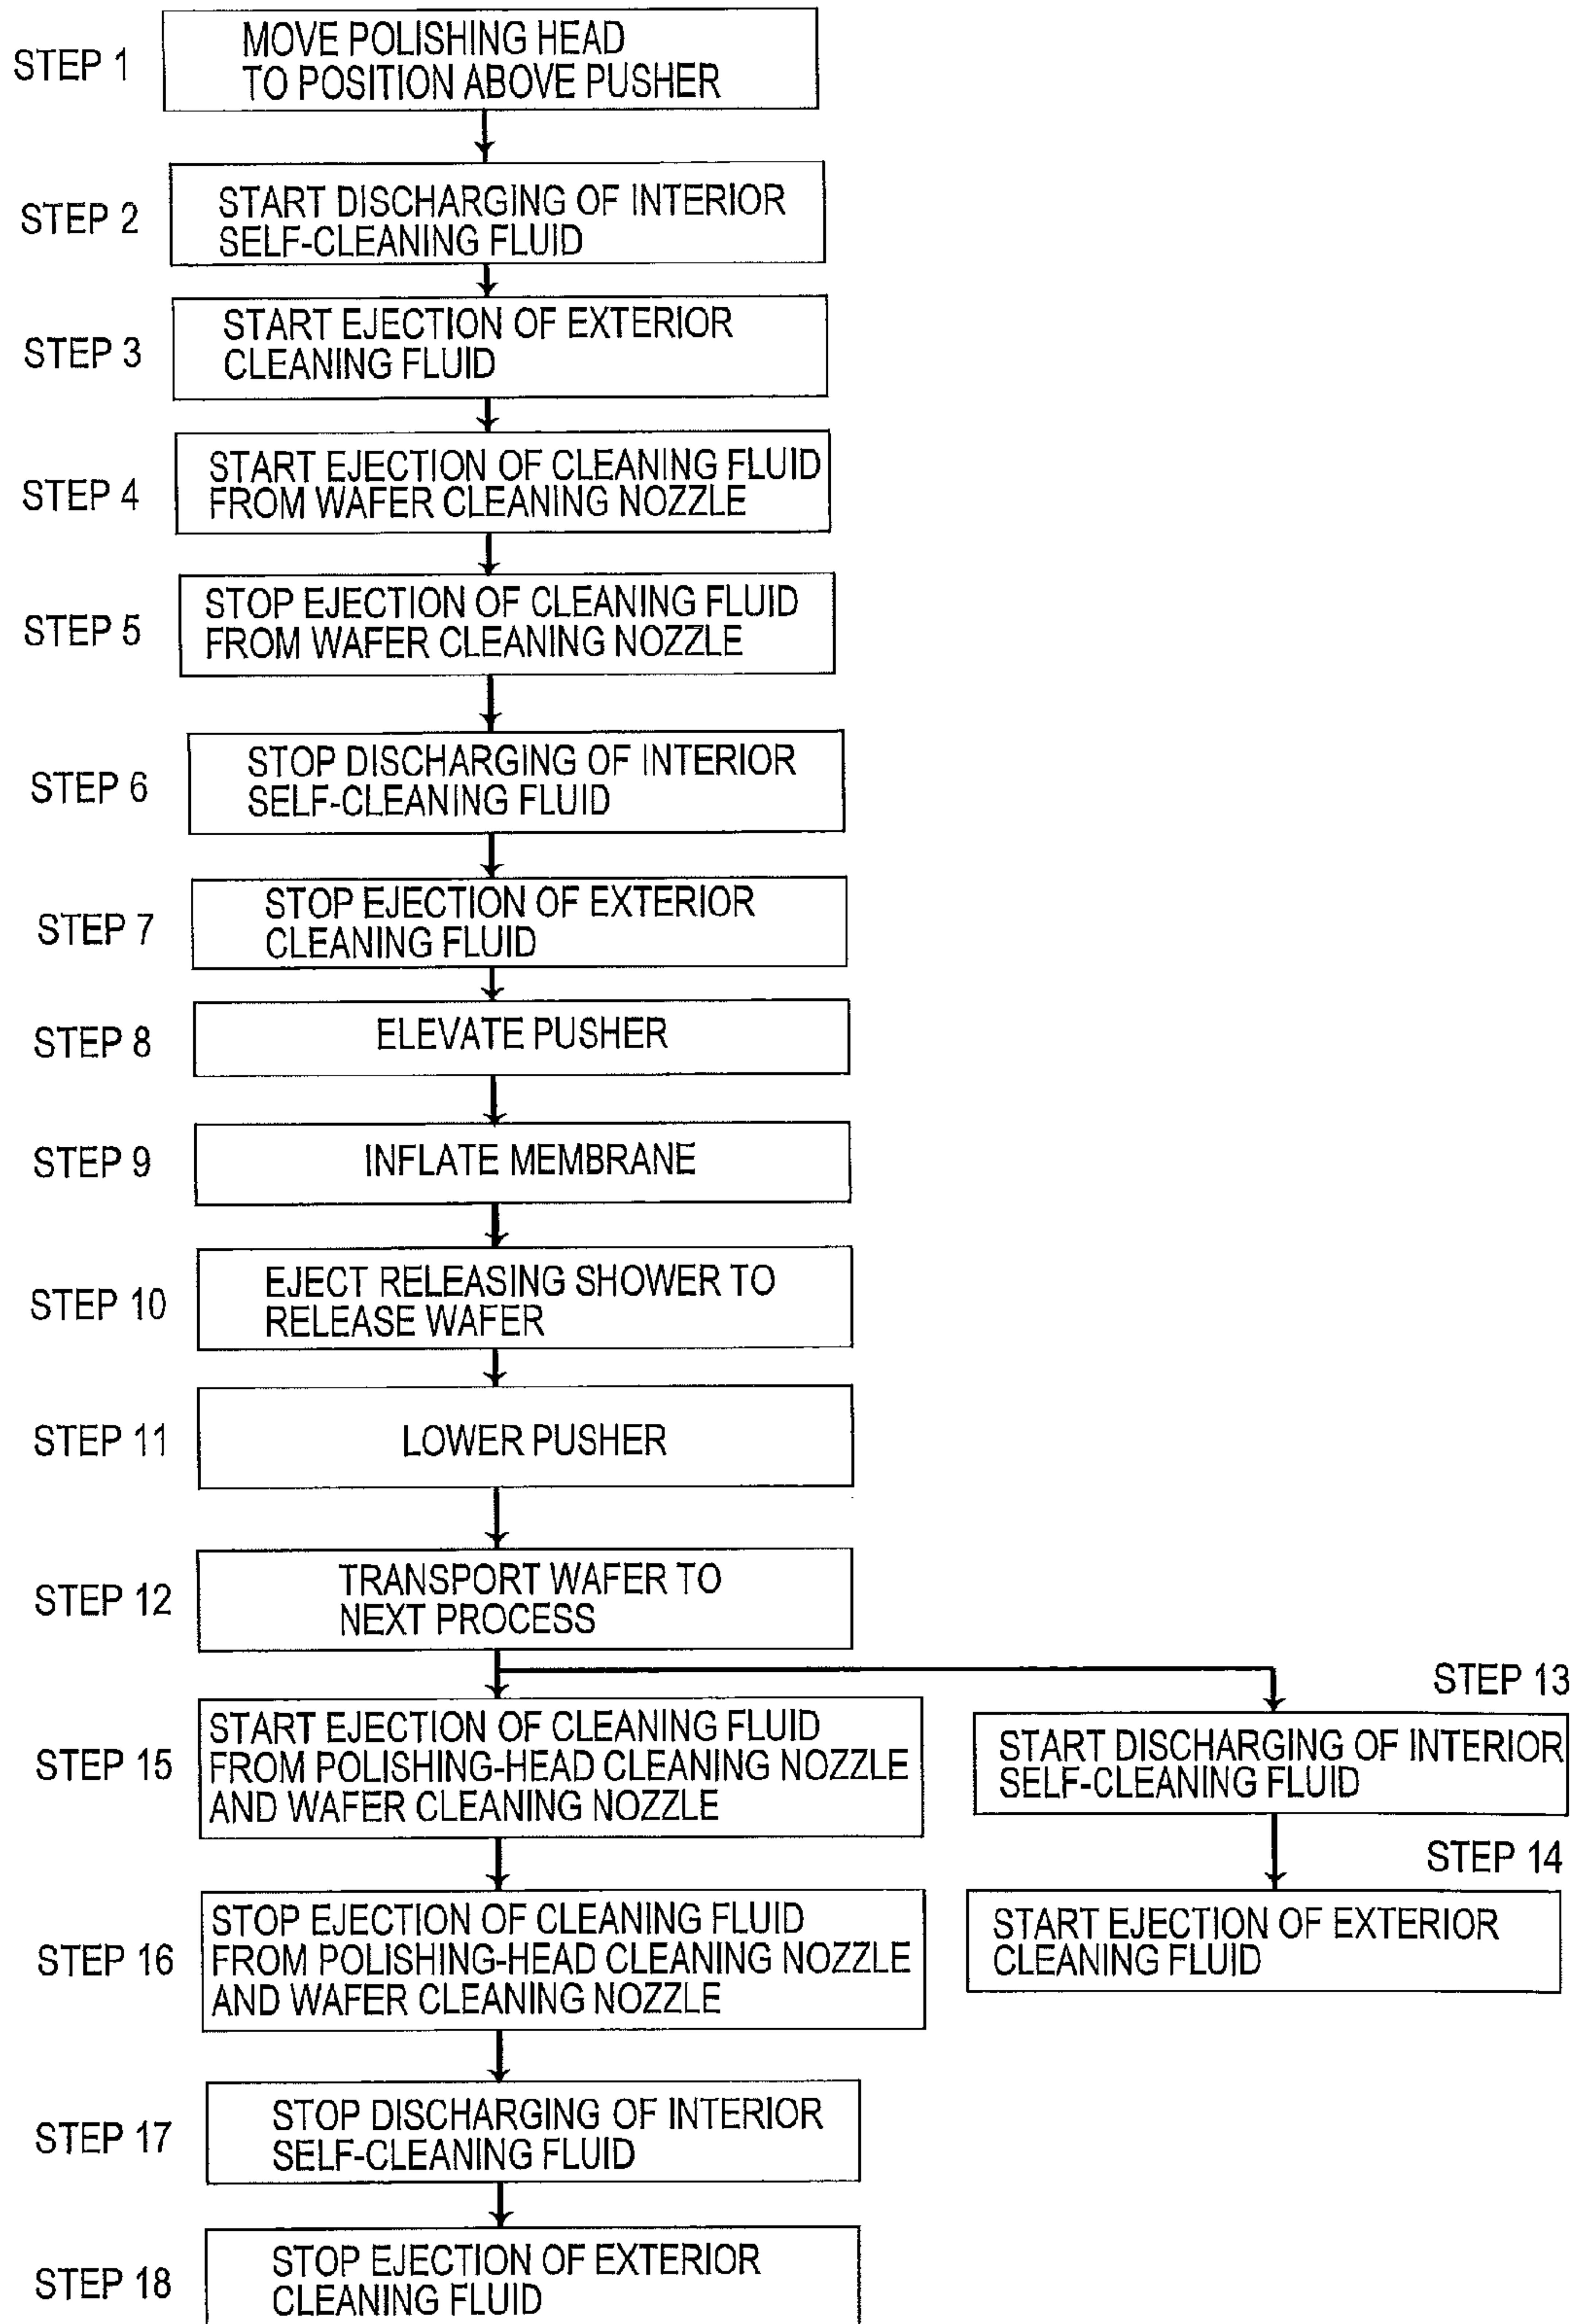 STEP 1
MOVE POLISHING HEAD
TO POSITION ABOVE PUSHER
STEP 2
START DISCHARGING OF INTERIOR
SELF-CLEANING FLUID
STEP 3
START EJECTION OF EXTERIOR
CLEANING FLUID
STEP 4
START EJECTION OF CLEANING FLUID
FROM WAFER CLEANING NOZZLE
STEP 5
STOP EJECTION OF CLEANING FLUID
FROM WAFER CLEANING NOZZLE
STEP 6
STOP DISCHARGING OF INTERIOR
SELF-CLEANING FLUID
STEP 7
STOP EJECTION OF EXTERIOR
CLEANING FLUID
STEP 8
ELEVATE PUSHER
STEP 9
INFLATE MEMBRANE
STEP 10
EJECT RELEASING SHOWER TO
RELEASE WAFER
STEP 11
LOWER PUSHER
STEP 12
TRANSPORT WAFER TO
NEXT PROCESS
STEP 13
START DISCHARGING OF INTERIOR
SELF-CLEANING FLUID
STEP 14
START EJECTION OF EXTERIOR
CLEANING FLUID
STEP 15
START EJECTION OF CLEANING FLUID
FROM POLISHING-HEAD CLEANING NOZZLE
AND WAFER CLEANING NOZZLE
STEP 16
STOP EJECTION OF CLEANING FLUID
FROM POLISHING-HEAD CLEANING NOZZLE
AND WAFER CLEANING NOZZLE
STEP 17
STOP DISCHARGING OF INTERIOR
SELF-CLEANING FLUID
STEP 18
STOP EJECTION OF EXTERIOR
CLEANING FLUID